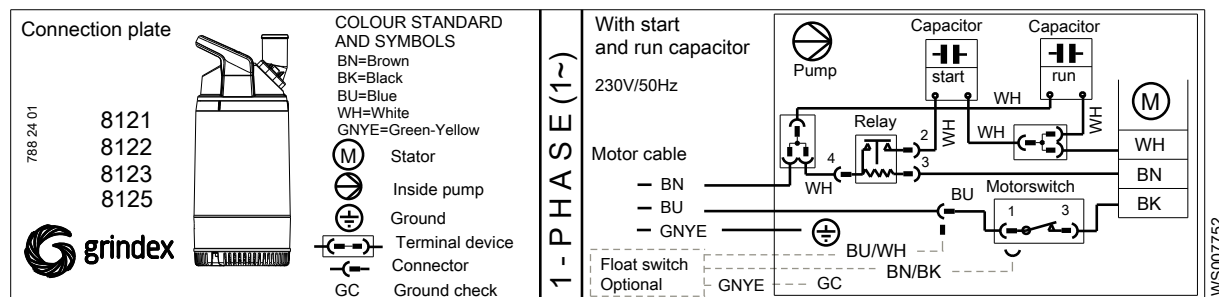 Connection plate
788 24 01
8121
8122
8123
8125
grindex
COLOUR STANDARD
AND SYMBOLS
BN=Brown
BK=Black
BU=Blue
WH=White
GNYE=Green-Yellow
M Stator
Inside pump
Ground
Terminal device
Connector
GC Ground check
1 - PHASE (1~)
With start
and run capacitor
230V/50Hz
Pump
Capacitor
start
Capacitor
run
M
WH
BN
BK
WH
WH
WH
WH
Relay
2
4
3
WH
Motor cable
BN
BU
GNYE
BU
Motorswitch
1 3
BU/WH
BN/BK
Float switch
Optional
GNYE
GC
WS007752